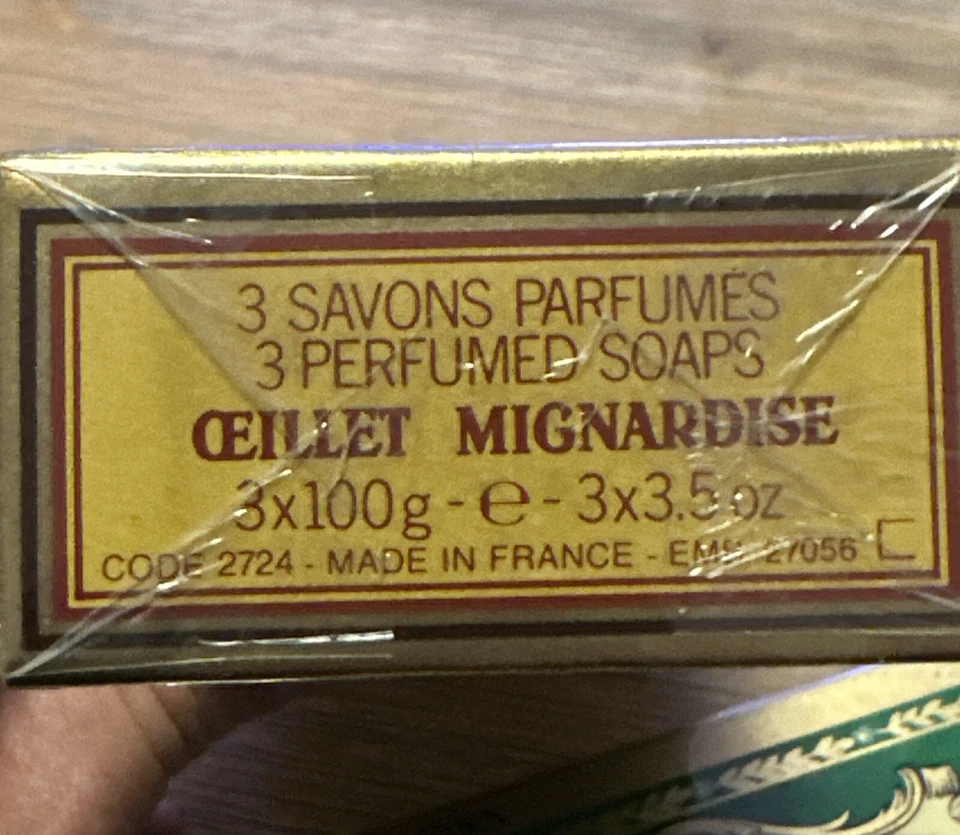 3 SAVONS PARFUMÉS
3 PERFUMED SOAPS
ŒILLET MIGNARDISE
3x100g - e - 3x3.5 oz
CODE 2724 - MADE IN FRANCE - EMB 27056